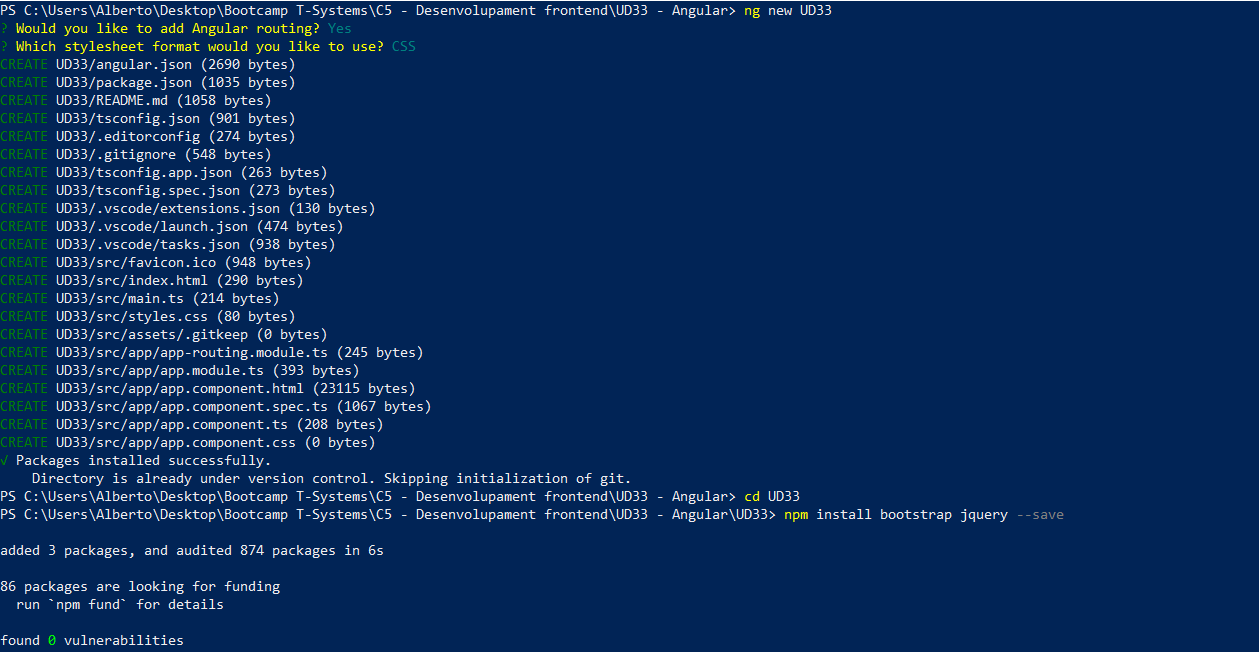 PS C:\Users\Alberto\Desktop\Bootcamp T-Systems\C5 - Desenvolupament frontend\UD33 - Angular> ng new UD33
? Would you like to add Angular routing? Yes
? Which stylesheet format would you like to use? CSS
CREATE UD33/angular.json (2690 bytes)
CREATE UD33/package.json (1035 bytes)
CREATE UD33/README.md (1058 bytes)
CREATE UD33/tsconfig.json (901 bytes)
CREATE UD33/.editorconfig (274 bytes)
CREATE UD33/.gitignore (548 bytes)
CREATE UD33/tsconfig.app.json (263 bytes)
CREATE UD33/tsconfig.spec.json (273 bytes)
CREATE UD33/.vscode/extensions.json (130 bytes)
CREATE UD33/.vscode/launch.json (474 bytes)
CREATE UD33/.vscode/tasks.json (938 bytes)
CREATE UD33/src/favicon.ico (948 bytes)
CREATE UD33/src/index.html (290 bytes)
CREATE UD33/src/main.ts (214 bytes)
CREATE UD33/src/styles.css (80 bytes)
CREATE UD33/src/assets/.gitkeep (0 bytes)
CREATE UD33/src/app/app-routing.module.ts (245 bytes)
CREATE UD33/src/app/app.module.ts (393 bytes)
CREATE UD33/src/app/app.component.html (23115 bytes)
CREATE UD33/src/app/app.component.spec.ts (1067 bytes)
CREATE UD33/src/app/app.component.ts (208 bytes)
CREATE UD33/src/app/app.component.css (0 bytes)
√ Packages installed successfully.
    Directory is already under version control. Skipping initialization of git.
PS C:\Users\Alberto\Desktop\Bootcamp T-Systems\C5 - Desenvolupament frontend\UD33 - Angular> cd UD33
PS C:\Users\Alberto\Desktop\Bootcamp T-Systems\C5 - Desenvolupament frontend\UD33 - Angular\UD33> npm install bootstrap jquery --save
added 3 packages, and audited 874 packages in 6s
86 packages are looking for funding
  run `npm fund` for details
found 0 vulnerabilities